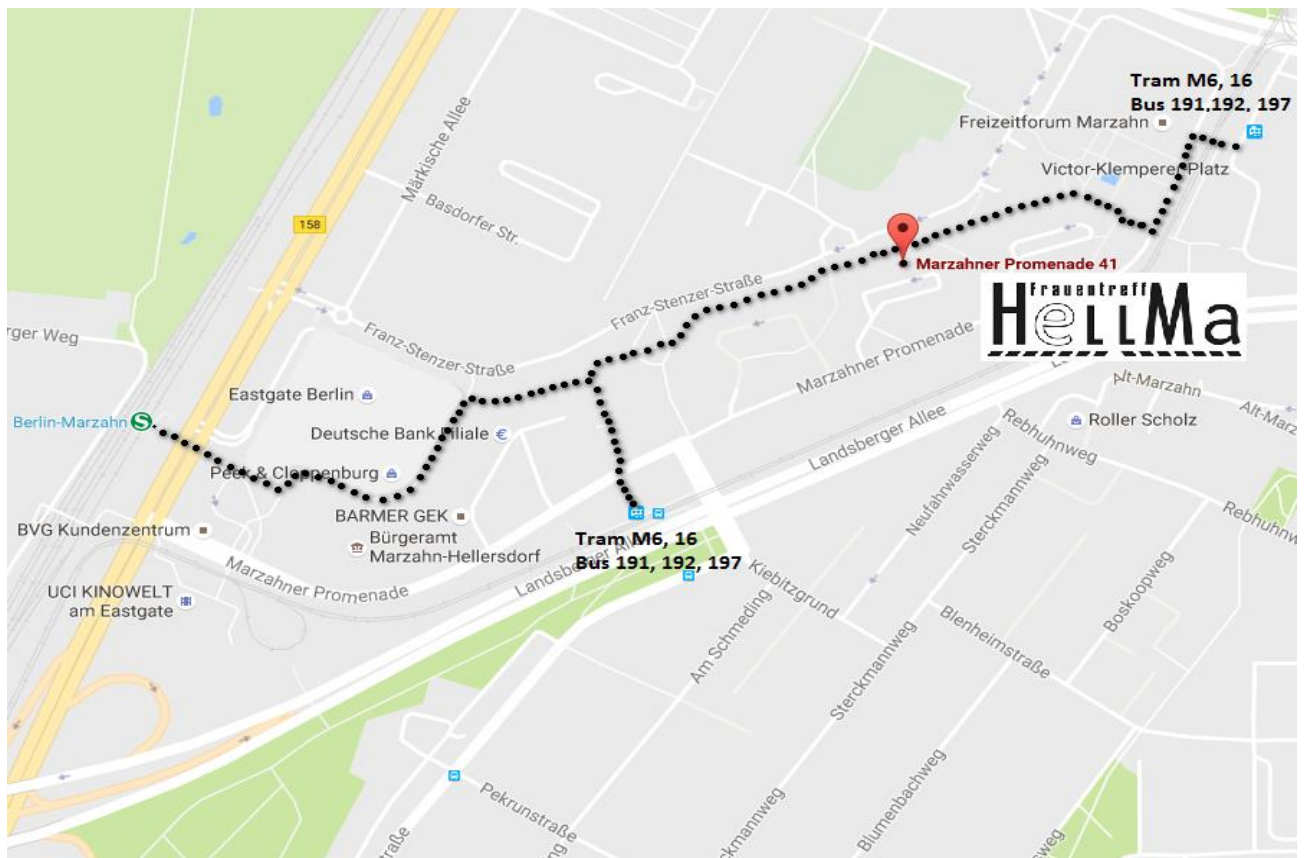 Tram M6, 16
Bus 191,192, 197
Freizeitforum Marzahn
Victor-Klemperer Platz
Märkische Allee
Basdorfer Str.
158
Marzahner Promenade 41
Frauentreff
HellMa
Franz-Stenzer-Straße
Franz-Stenzer-Straße
Marzahner Promenade
Alt-Marzahn
Alt-Marz
Eastgate Berlin
Berlin-Marzahn
S
Deutsche Bank Filiale
€
Landsberger Allee
Roller Scholz
Rebhuhnweg
Rebhuhnw
Peek & Cloppenburg
BARMER GEK
Bürgeramt
Marzahn-Hellersdorf
BVG Kundenzentrum
Tram M6, 16
Bus 191, 192, 197
Landsberger Allee
Neufahrwasserweg
Sterckmannweg
Marzahner Promenade
UCI KINOWELT
am Eastgate
Kiebitzgrund
Am Schmeding
Sterckmannweg
Blenheimstraße
Boskoopweg
Blumenbachweg
Pekrunstraße